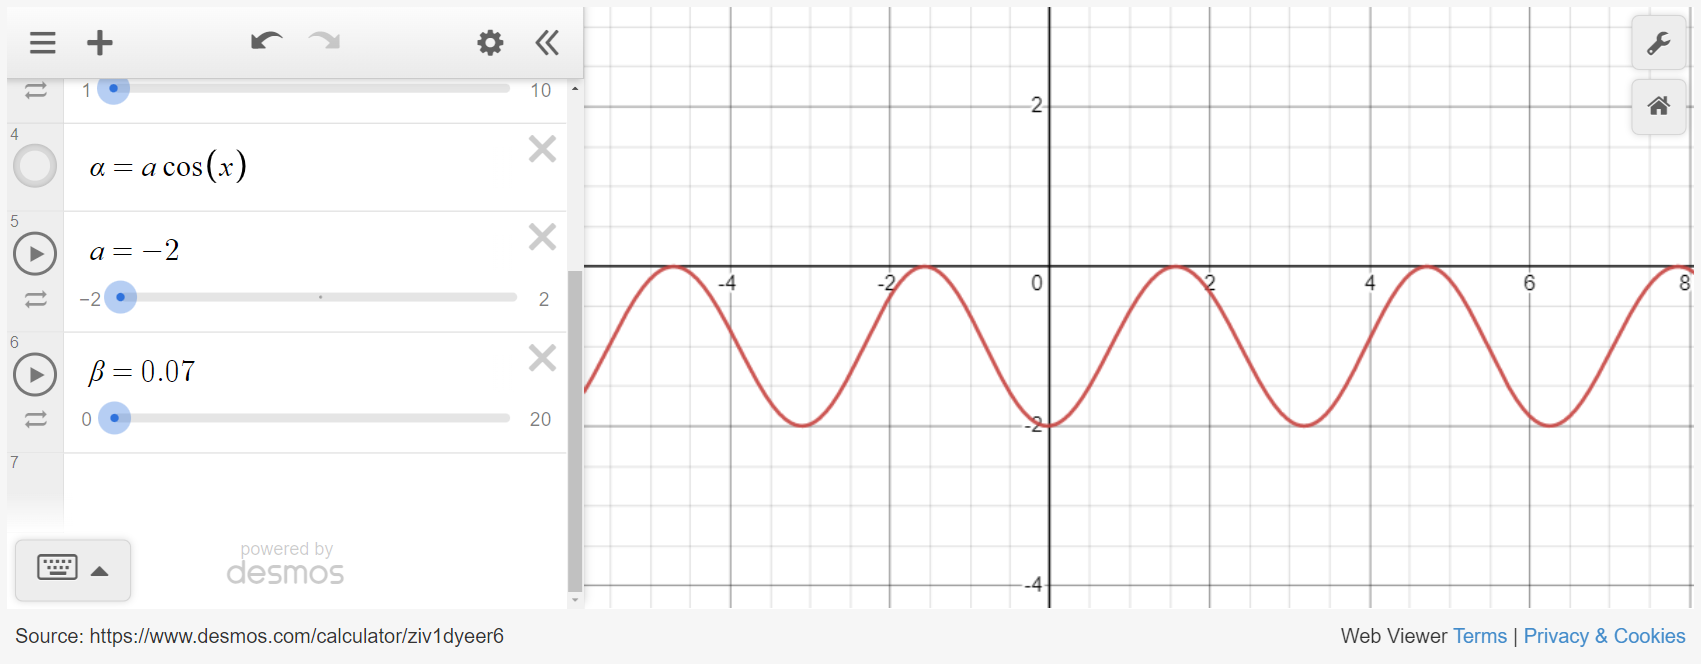 1 10
4
α = a cos(x)
5
a = −2
−2 2
6
β = 0.07
0 20
7
powered by
desmos
2
-4 -2 0 2 4 6 8
-2
-4
Source: https://www.desmos.com/calculator/ziv1dyeer6
Web Viewer Terms | Privacy & Cookies